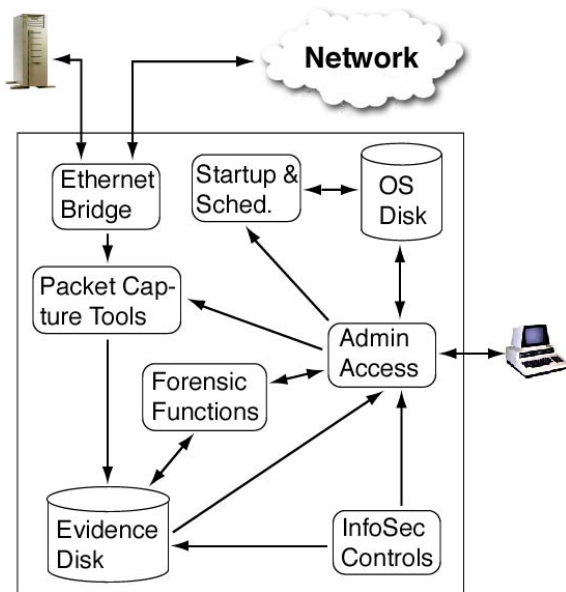 Network
Ethernet
Bridge
Startup &
Sched.
OS
Disk
Packet Cap-
ture Tools
Admin
Access
Forensic
Functions
Evidence
Disk
InfoSec
Controls